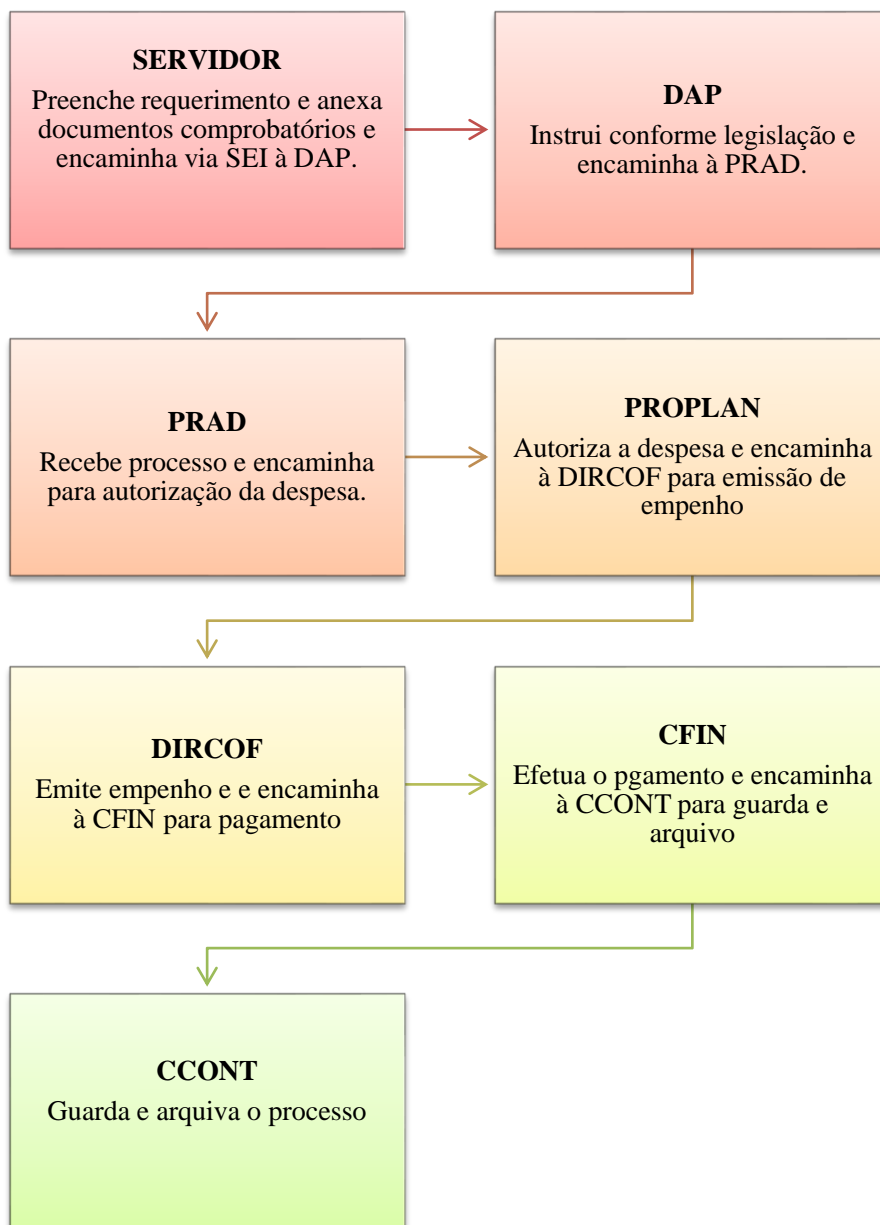 SERVIDOR
Preenche requerimento e anexa
documentos comprobatórios e
encaminha via SEI à DAP.
DAP
Instrui conforme legislação e
encaminha à PRAD.
PRAD
Recebe processo e encaminha
para autorização da despesa.
PROPLAN
Autoriza a despesa e encaminha
à DIRCOF para emissão de
empenho
DIRCOF
Emite empenho e e encaminha
à CFIN para pagamento
CFIN
Efetua o pgamento e encaminha
à CCONT para guarda e
arquivo
CCONT
Guarda e arquiva o processo